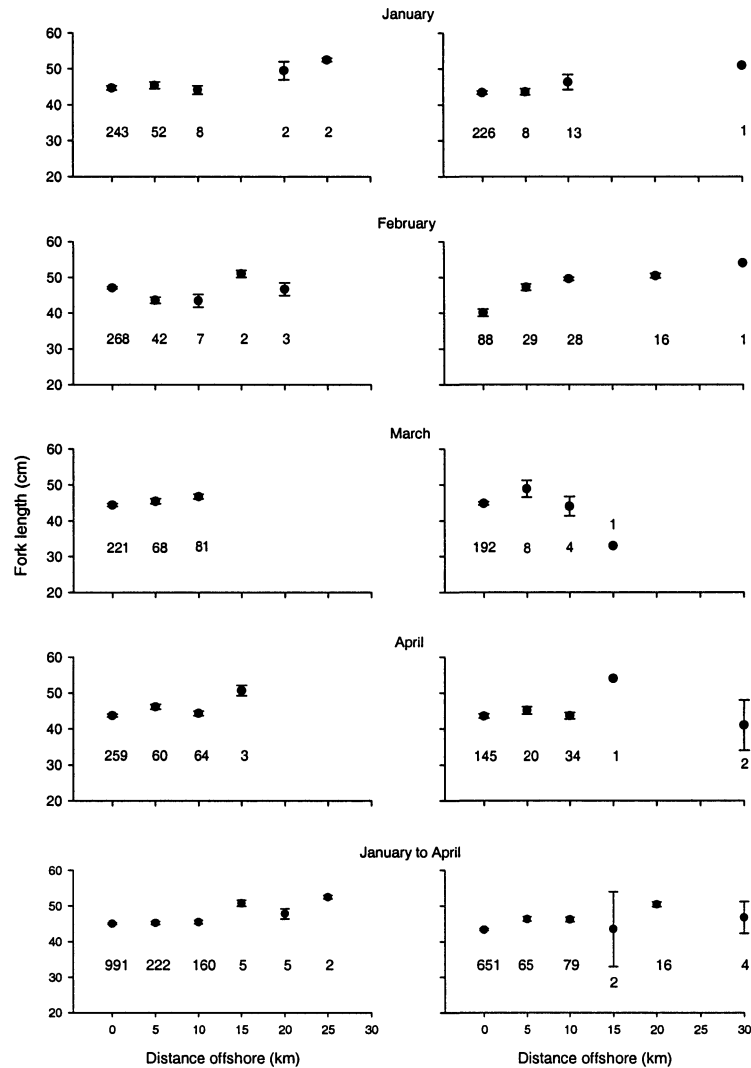 January
60
50
40
30
20
243 52 8 2 2
226 8 13 1
February
60
50
40
30
20
268 42 7 2 3
88 29 28 16 1
March
60
50
40
30
20
221 68 81
192 8 4 1
Fork length (cm)
April
60
50
40
30
20
259 60 64 3
145 20 34 1 2
January to April
60
50
40
30
20
991 222 160 5 5 2
651 65 79 2 16 4
0 5 10 15 20 25 30
0 5 10 15 20 25 30
Distance offshore (km)
Distance offshore (km)